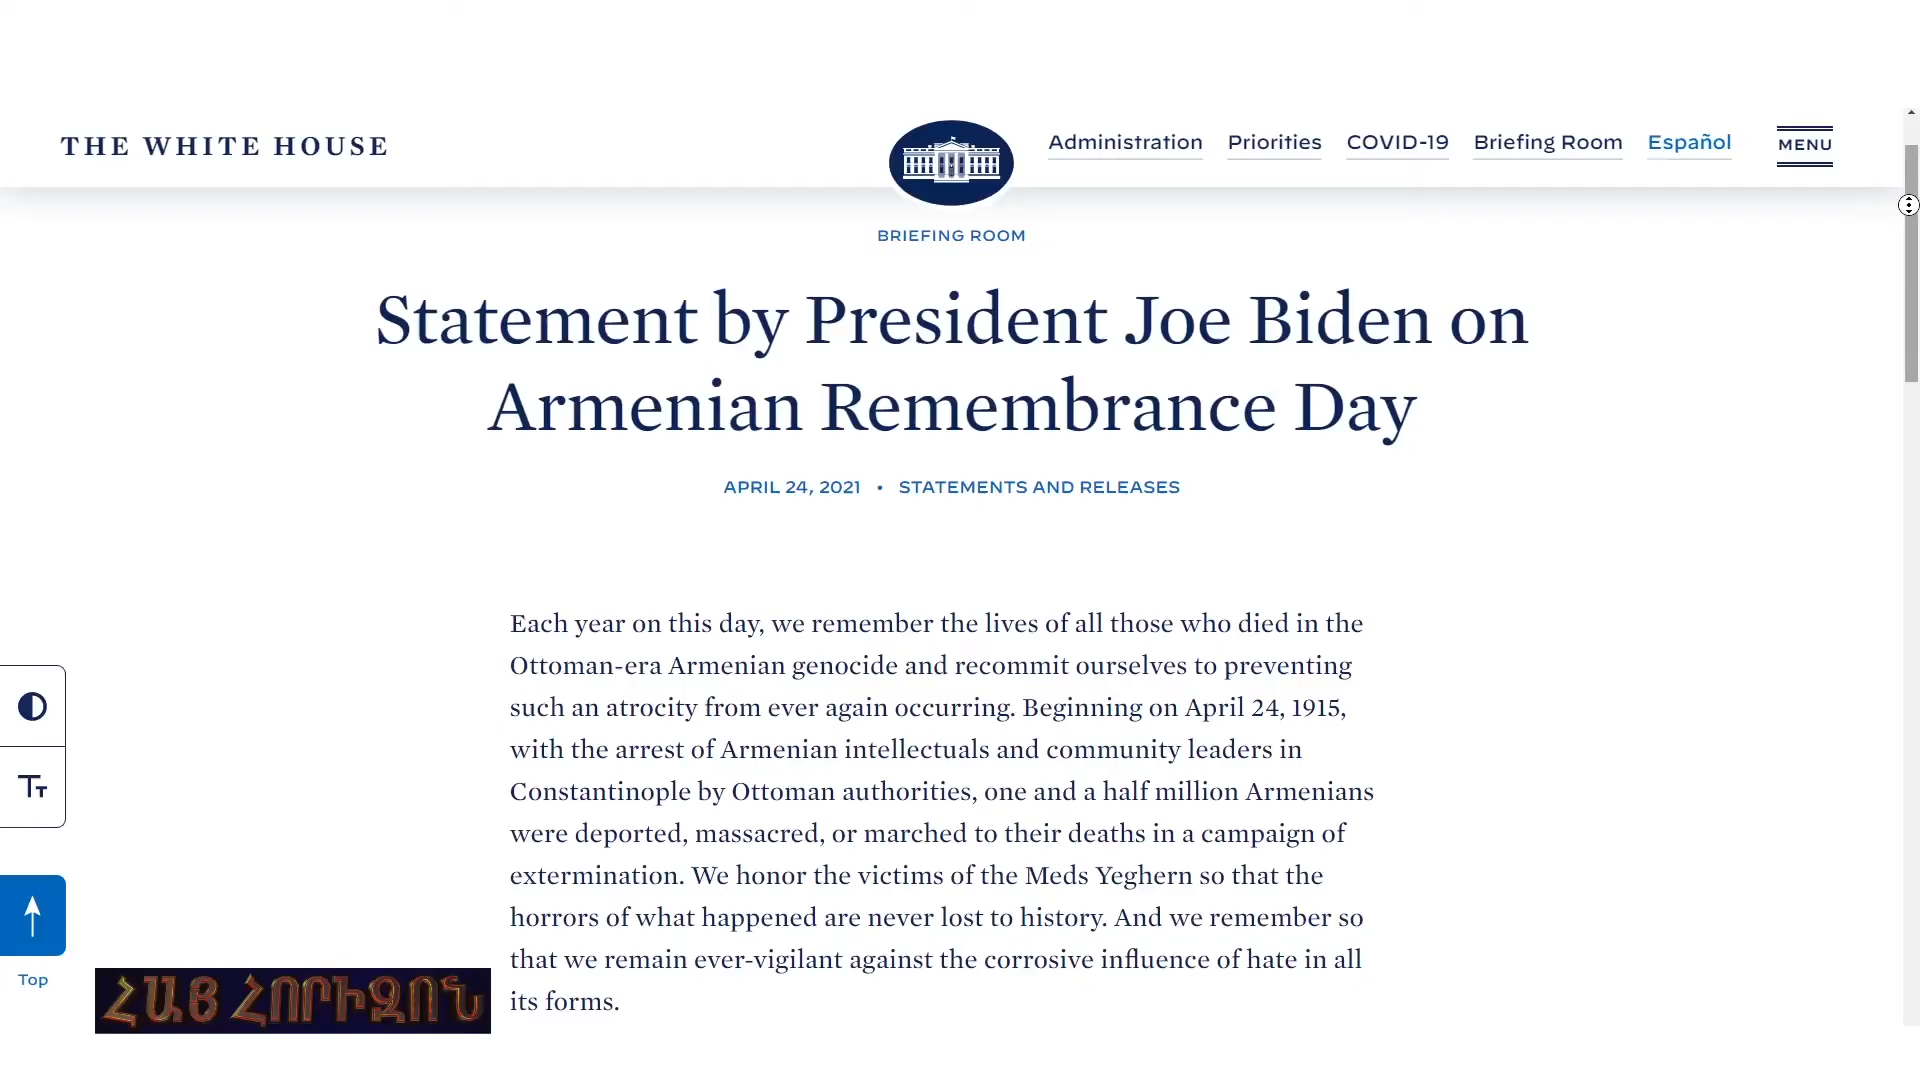 THE WHITE HOUSE
Administration Priorities COVID-19 Briefing Room Español MENU
BRIEFING ROOM
Statement by President Joe Biden on
Armenian Remembrance Day
APRIL 24, 2021 • STATEMENTS AND RELEASES
Each year on this day, we remember the lives of all those who died in the
Ottoman-era Armenian genocide and recommit ourselves to preventing
such an atrocity from ever again occurring. Beginning on April 24, 1915,
with the arrest of Armenian intellectuals and community leaders in
Constantinople by Ottoman authorities, one and a half million Armenians
were deported, massacred, or marched to their deaths in a campaign of
extermination. We honor the victims of the Meds Yeghern so that the
horrors of what happened are never lost to history. And we remember so
that we remain ever-vigilant against the corrosive influence of hate in all
its forms.
Tт
Top
ՀԱՅ ՀՈՐԻԶՈՆ